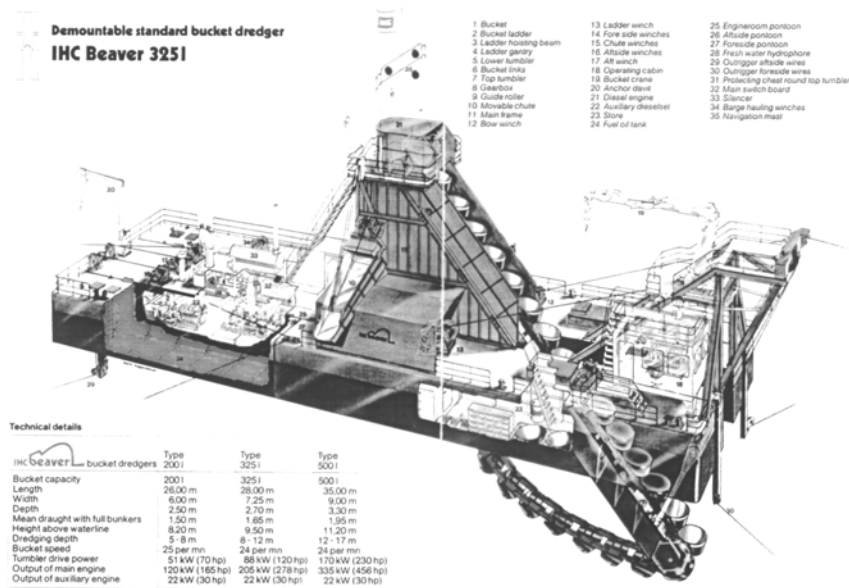 Demountable standard bucket dredger
IHC Beaver 325 l
1. Bucket
2. Bucket ladder
3. Ladder hoisting beam
4. Ladder gantry
5. Lower tumbler
6. Bucket links
7. Top tumbler
8. Gearbox
9. Guide roller
10. Movable chute
11. Main frame
12. Bow winch
13. Ladder winch
14. Fore side winches
15. Chute winches
16. Aftside winches
17. Aft winch
18. Operating cabin
19. Bucket crane
20. Anchor davit
21. Diesel engine
22. Auxiliary dieselset
23. Store
24. Fuel oil tank
25. Engineroom pontoon
26. Aftside pontoon
27. Foreside pontoon
28. Fresh water hydrophore
29. Outrigger aftside wires
30. Outrigger foreside wires
31. Protecting chest round top tumbler
32. Main switch board
33. Silencer
34. Barge hauling winches
35. Navigation mast
Technical details
IHC Beaver bucket dredgers Type 200 l Type 325 l Type 500 l
Bucket capacity 200 l 325 l 500 l
Length 26,00 m 28,00 m 35,00 m
Width 6,00 m 7,25 m 9,00 m
Depth 2,50 m 2,70 m 3,30 m
Mean draught with full bunkers 1,50 m 1.65 m 1,95 m
Height above waterline 8,20 m 9,50 m 11,20 m
Dredging depth 5 - 8 m 8 - 12 m 12 - 17 m
Bucket speed 25 per mn 24 per mn 24 per mn
Tumbler drive power 51 kW (70 hp) 88 kW (120 hp) 170 kW (230 hp)
Output of main engine 120 kW (165 hp) 205 kW (278 hp) 335 kW (456 hp)
Output of auxiliary engine 22 kW (30 hp) 22 kW (30 hp) 22 kW (30 hp)